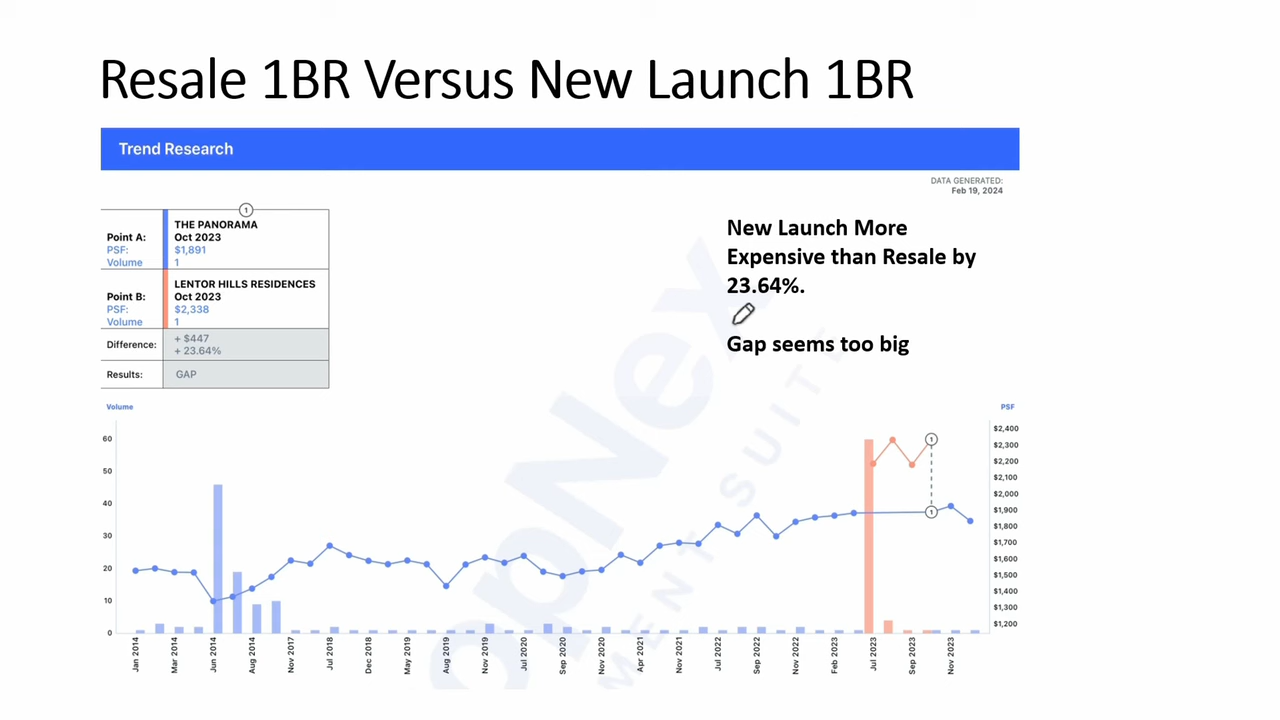 Resale 1BR Versus New Launch 1BR
Trend Research
DATA GENERATED:
Feb 19, 2024
1
Point A:
THE PANORAMA
Oct 2023
PSF:
$1,891
Volume
1
Point B:
LENTOR HILLS RESIDENCES
Oct 2023
PSF:
$2,338
Volume
1
Difference:
+ $447
+ 23.64%
Results:
GAP
New Launch More
Expensive than Resale by
23.64%.
Gap seems too big
Volume
PSF
60
50
40
30
20
10
0
$2,400
$2,300
$2,200
$2,100
$2,000
$1,900
$1,800
$1,700
$1,600
$1,500
$1,400
$1,300
$1,200
1
1
Jan 2014
Mar 2014
Jun 2014
Aug 2014
Nov 2017
Jul 2018
Dec 2018
May 2019
Aug 2019
Nov 2019
Jul 2020
Sep 2020
Nov 2020
Apr 2021
Nov 2021
Jul 2022
Sep 2022
Nov 2022
Feb 2023
Jul 2023
Sep 2023
Nov 2023
opNex
MENT SUITE